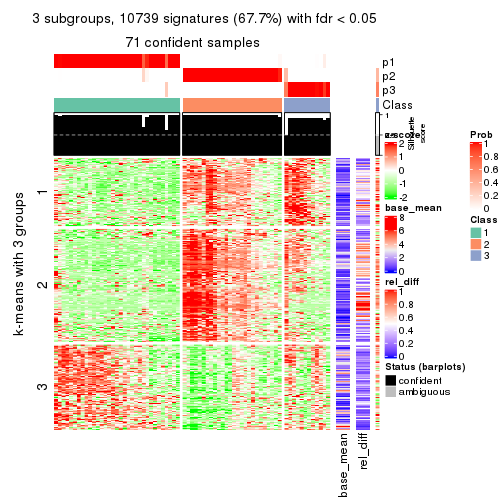 3 subgroups, 10739 signatures (67.7%) with fdr < 0.05
71 confident samples
p1
p2
p3
Class
1
Silhouette
score
k-means with 3 groups
1
2
3
base_mean
rel_diff
z-score
2
1
0
-1
-2
base_mean
8
6
4
2
0
rel_diff
1
0.8
0.6
0.4
0.2
0
Status (barplots)
confident
ambiguous
Prob
1
0.8
0.6
0.4
0.2
0
Class
1
2
3